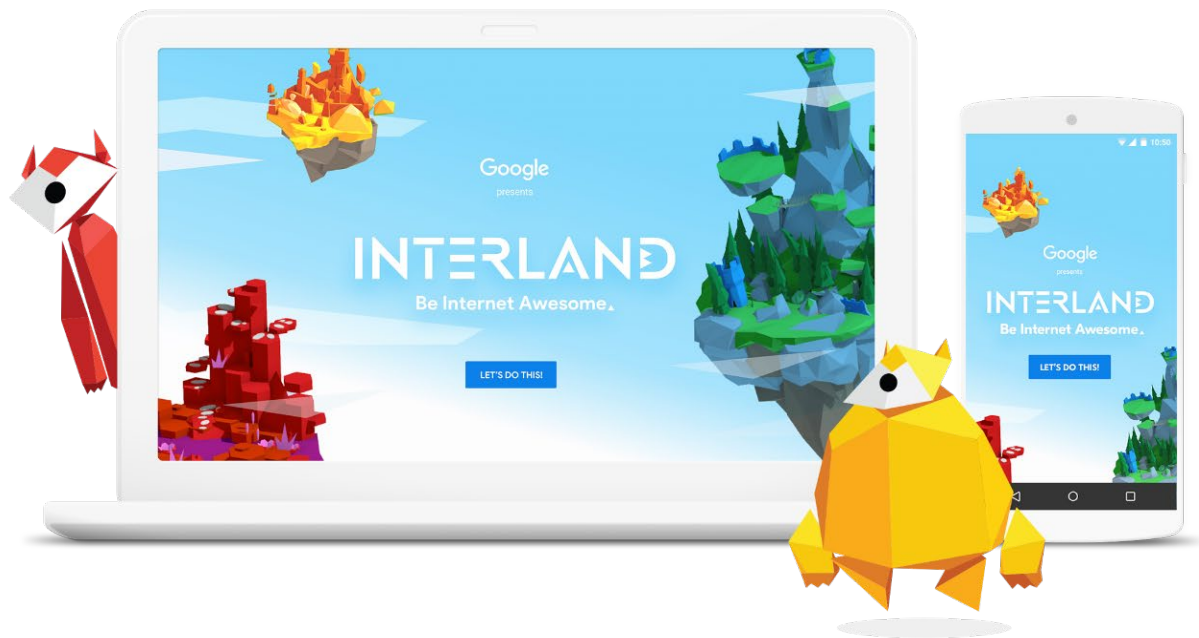 Google
presents
INTERLAND
Be Internet Awesome.
LET'S DO THIS!
10:50
Google
presents
INTERLAND
Be Internet Awesome.
LET'S DO THIS!